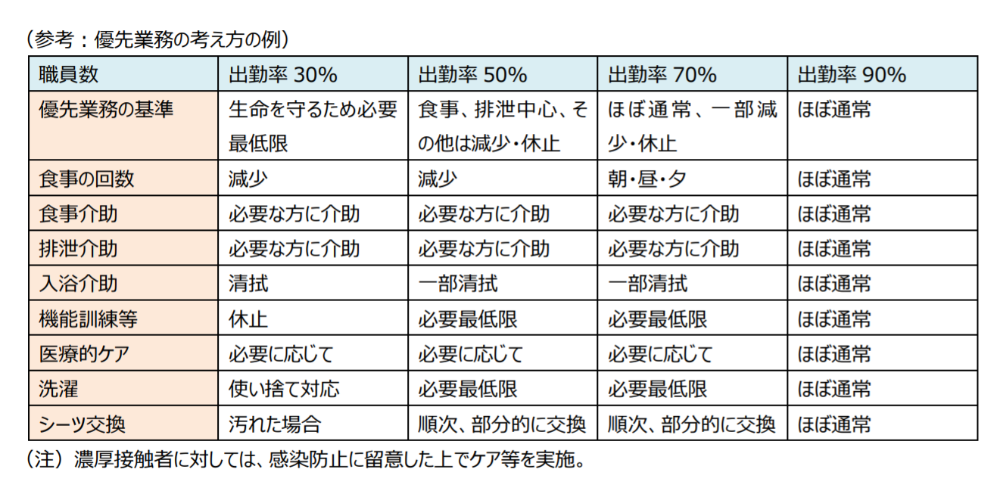 （参考：優先業務の考え方の例）
職員数 出勤率 30% 出勤率 50% 出勤率 70% 出勤率 90%
優先業務の基準 生命を守るため必要 食事、排泄中心、そ ほぼ通常、一部減 ほぼ通常
最低限 の他は減少・休止 少・休止
食事の回数 減少 減少 朝・昼・夕 ほぼ通常
食事介助 必要な方に介助 必要な方に介助 必要な方に介助 ほぼ通常
排泄介助 必要な方に介助 必要な方に介助 必要な方に介助 ほぼ通常
入浴介助 清拭 一部清拭 一部清拭 ほぼ通常
機能訓練等 休止 必要最低限 必要最低限 ほぼ通常
医療的ケア 必要に応じて 必要に応じて 必要に応じて ほぼ通常
洗濯 使い捨て対応 必要最低限 必要最低限 ほぼ通常
シーツ交換 汚れた場合 順次、部分的に交換 順次、部分的に交換 ほぼ通常
（注）濃厚接触者に対しては、感染防止に留意した上でケア等を実施。